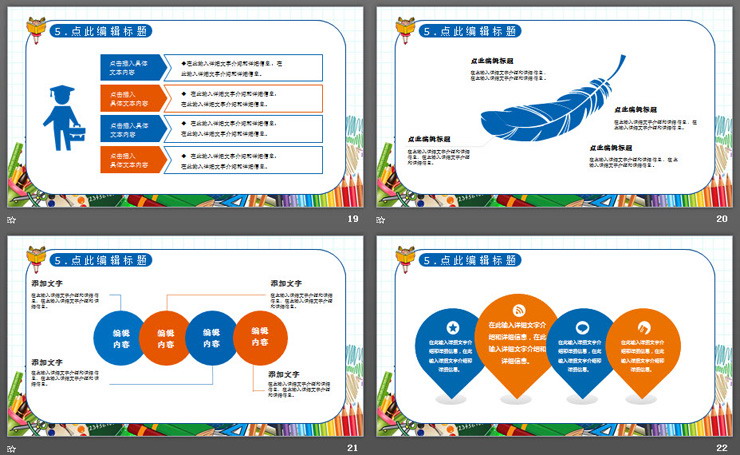 5.点此编辑标题
点击插入具体
文本内容
◆ 在此输入详细文字介绍和详细信息，在
此输入详细文字介绍和详细信息。
点击插入
具体文本内容
◆ 在此输入详细文字介绍和详细信息，
在此输入详细文字介绍和详细信息。
点击插入具体
文本内容
◆ 在此输入详细文字介绍和详细信息，
在此输入详细文字介绍和详细信息。
点击插入
具体文本内容
◆ 在此输入详细文字介绍和详细信息，
在此输入详细文字介绍和详细信息。
19
5.点此编辑标题
点此编辑标题
在此输入详细文字介绍和详细信息，
在此输入详细文字介绍和详细信息。
点此编辑标题
在此输入详细文字介绍和详细信息，在
此输入详细文字介绍和详细信息。
点此编辑标题
在此输入详细文字介绍和详细信
息，在此输入详细文字介绍和
详细信息。
点此编辑标题
在此输入详细文字介绍和详细信息，在此
输入详细文字介绍和详细信息。
20
5.点此编辑标题
添加文字
在此输入详细文字介绍和详细信
息，在此输入详细文字介绍和详
细信息。
添加文字
在此输入详细文字介绍和详细信
息，在此输入详细文字介绍和详
细信息。
编辑
内容
编辑
内容
编辑
内容
编辑
内容
添加文字
在此输入详细文字介绍和详细信
息，在此输入详细文字介绍和详
细信息。
添加文字
在此输入详细文字介绍和详细信
息，在此输入详细文字介绍和详
细信息。
21
5.点此编辑标题
在此输入详细文字介
绍和详细信息，在此
输入详细文字介绍和
详细信息。
在此输入详细文字介
绍和详细信息，在此
输入详细文字介绍和
详细信息。
在此输入详细文字介
绍和详细信息，在此
输入详细文字介绍和
详细信息。
在此输入详细文字介
绍和详细信息，在此
输入详细文字介绍和
详细信息。
22